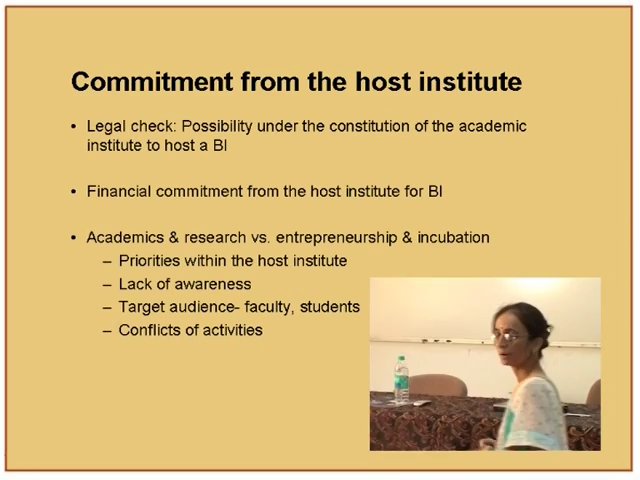 Commitment from the host institute
• Legal check: Possibility under the constitution of the academic
institute to host a BI
• Financial commitment from the host institute for BI
• Academics & research vs. entrepreneurship & incubation
– Priorities within the host institute
– Lack of awareness
– Target audience- faculty, students
– Conflicts of activities